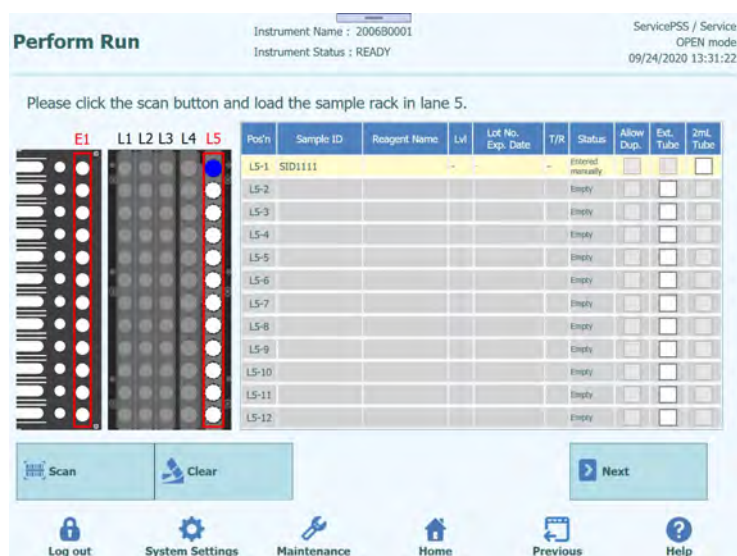 Perform Run
Instrument Name : 200680001
Instrument Status : READY
ServicePSS / Service
OPEN mode
09/24/2020 13:31:22
Please click the scan button and load the sample rack in lane 5.
E1 L1 L2 L3 L4 L5
Pos'n Sample ID Reagent Name Lvl Lot No. Exp. Date T/R Status Allow Dup. Ext. Tube 2mL Tube
L5-1 SID1111 - - - Entered manually
L5-2 Empty
L5-3 Empty
L5-4 Empty
L5-5 Empty
L5-6 Empty
L5-7 Empty
L5-8 Empty
L5-9 Empty
L5-10 Empty
L5-11 Empty
L5-12 Empty
Scan Clear Next
Log out System Settings Maintenance Home Previous Help